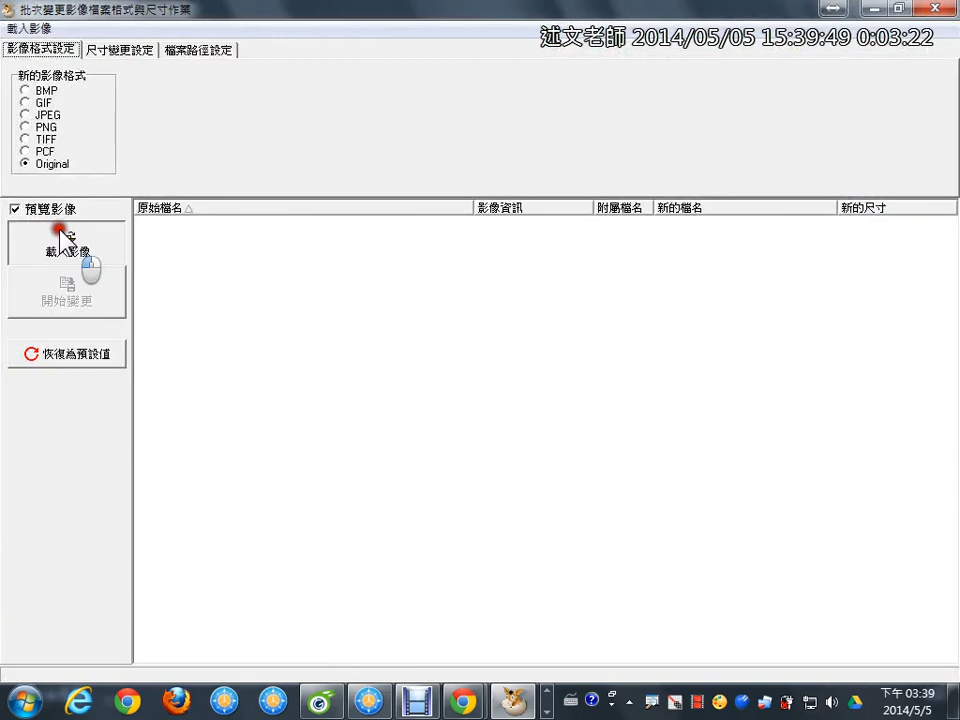 批次變更影像檔案格式與尺寸作業
載入影像
述文老師 2014/05/05 15:39:49 0:03:22
影像格式設定 尺寸變更設定 檔案路徑設定
新的影像格式
BMP
GIF
JPEG
PNG
TIFF
PCF
Original
預覽影像
原始檔名 影像資訊 附屬檔名 新的檔名 新的尺寸
載入影像
開始變更
恢復為預設值
下午 03:39
2014/5/5